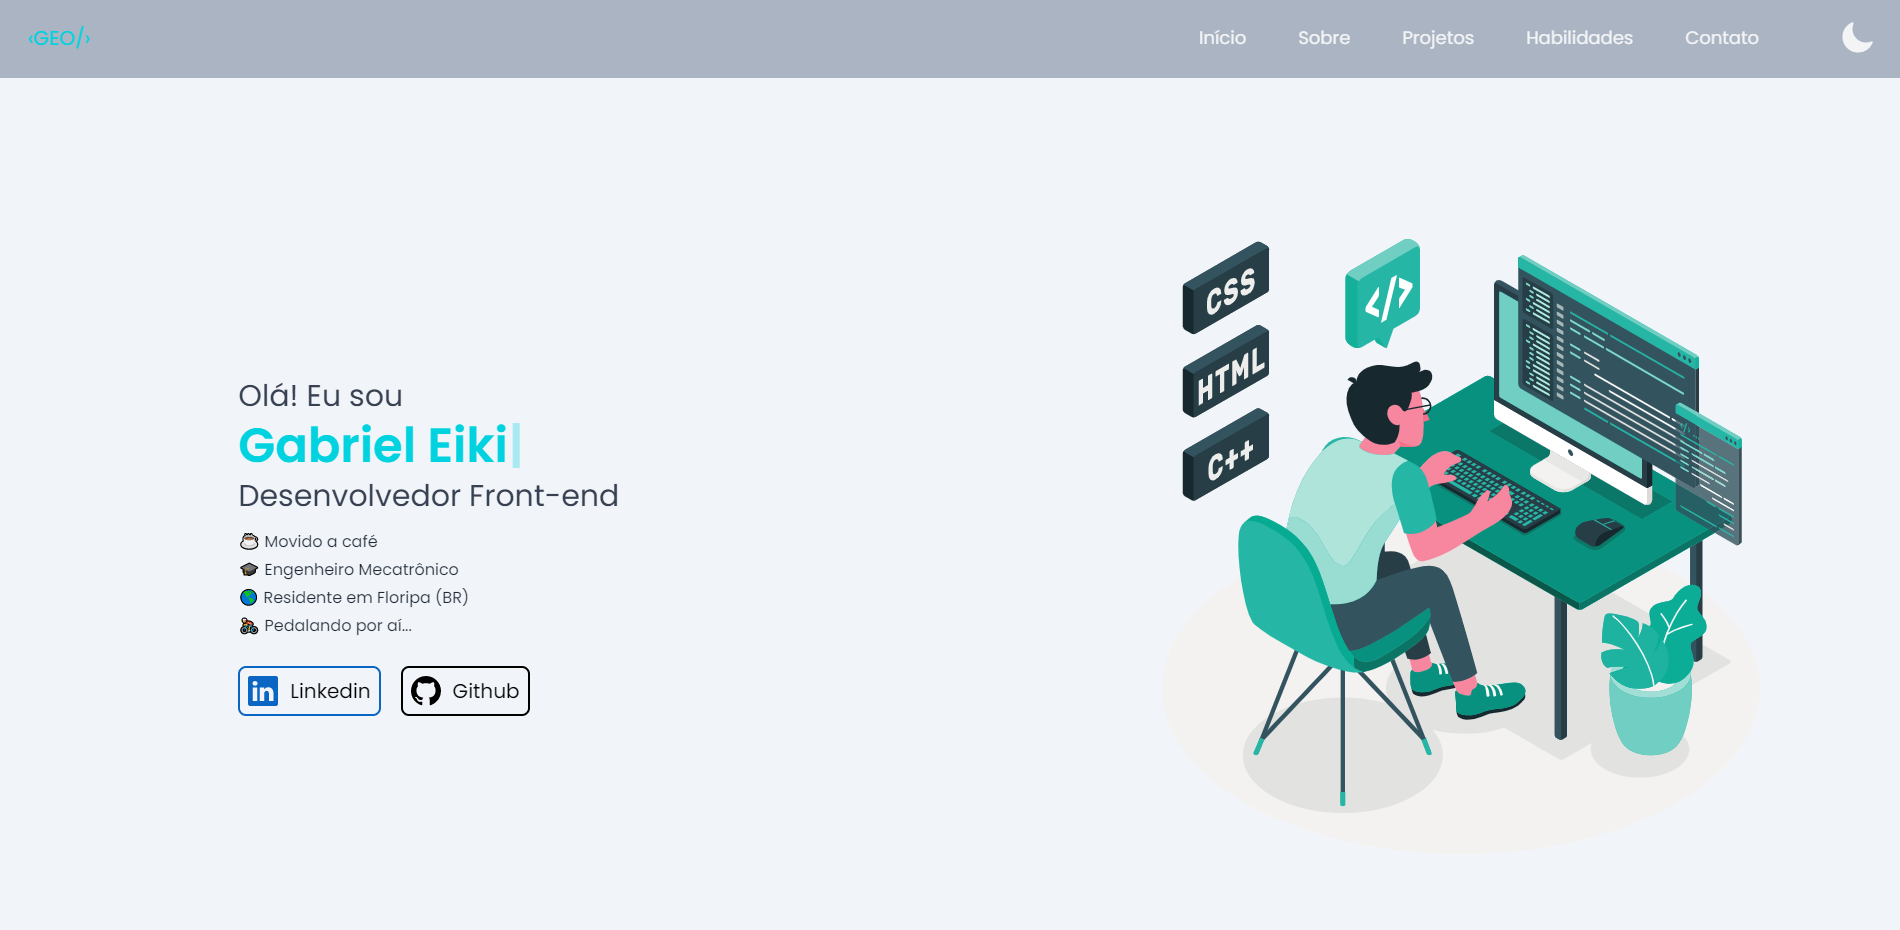 ‹GEO/›
Início Sobre Projetos Habilidades Contato
Olá! Eu sou
Gabriel Eiki|
Desenvolvedor Front-end
☕ Movido a café
🎓 Engenheiro Mecatrônico
🌎 Residente em Floripa (BR)
🚴 Pedalando por aí...
in Linkedin
Github
CSS
</>
HTML
C++